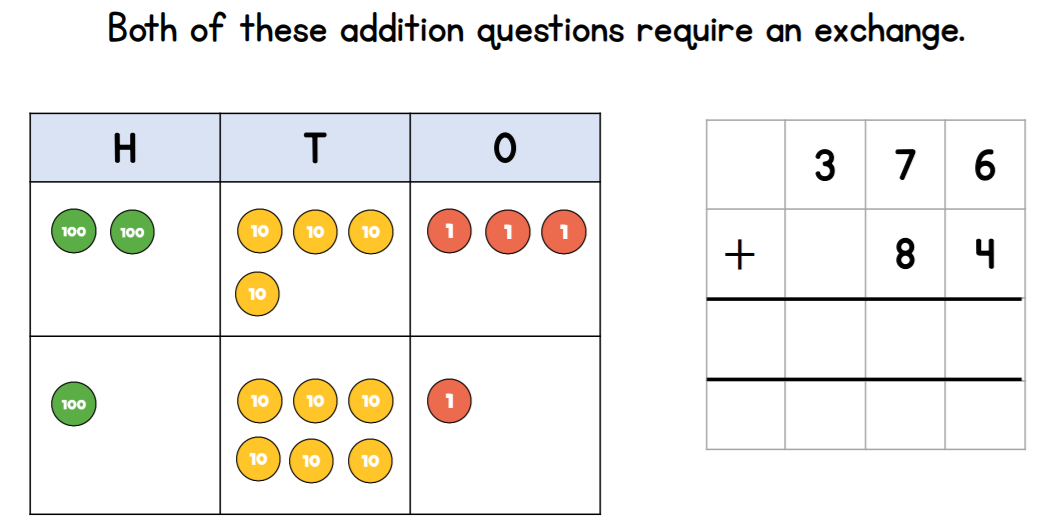 Both of these addition questions require an exchange.
H T O
100 100 10 10 10 1 1 1
10
100 10 10 10 1
10 10 10
3 7 6
+ 8 4